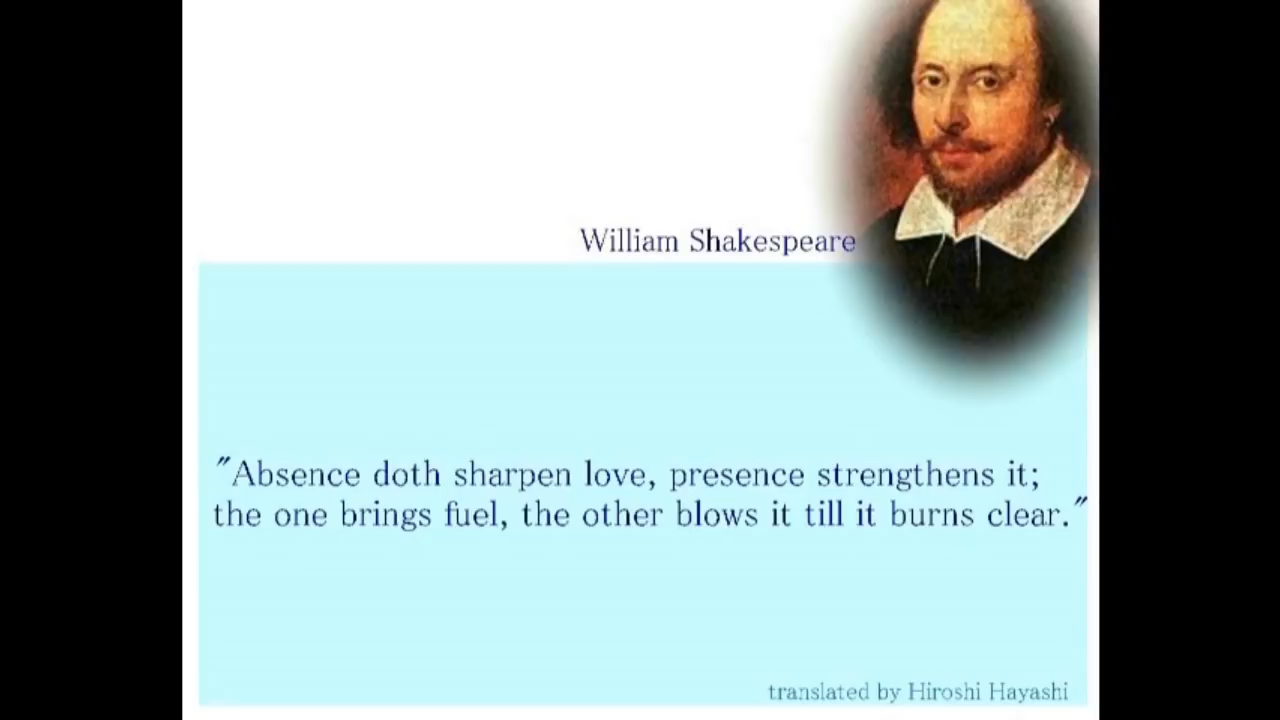 William Shakespeare
"Absence doth sharpen love, presence strengthens it;
the one brings fuel, the other blows it till it burns clear."
translated by Hiroshi Hayashi